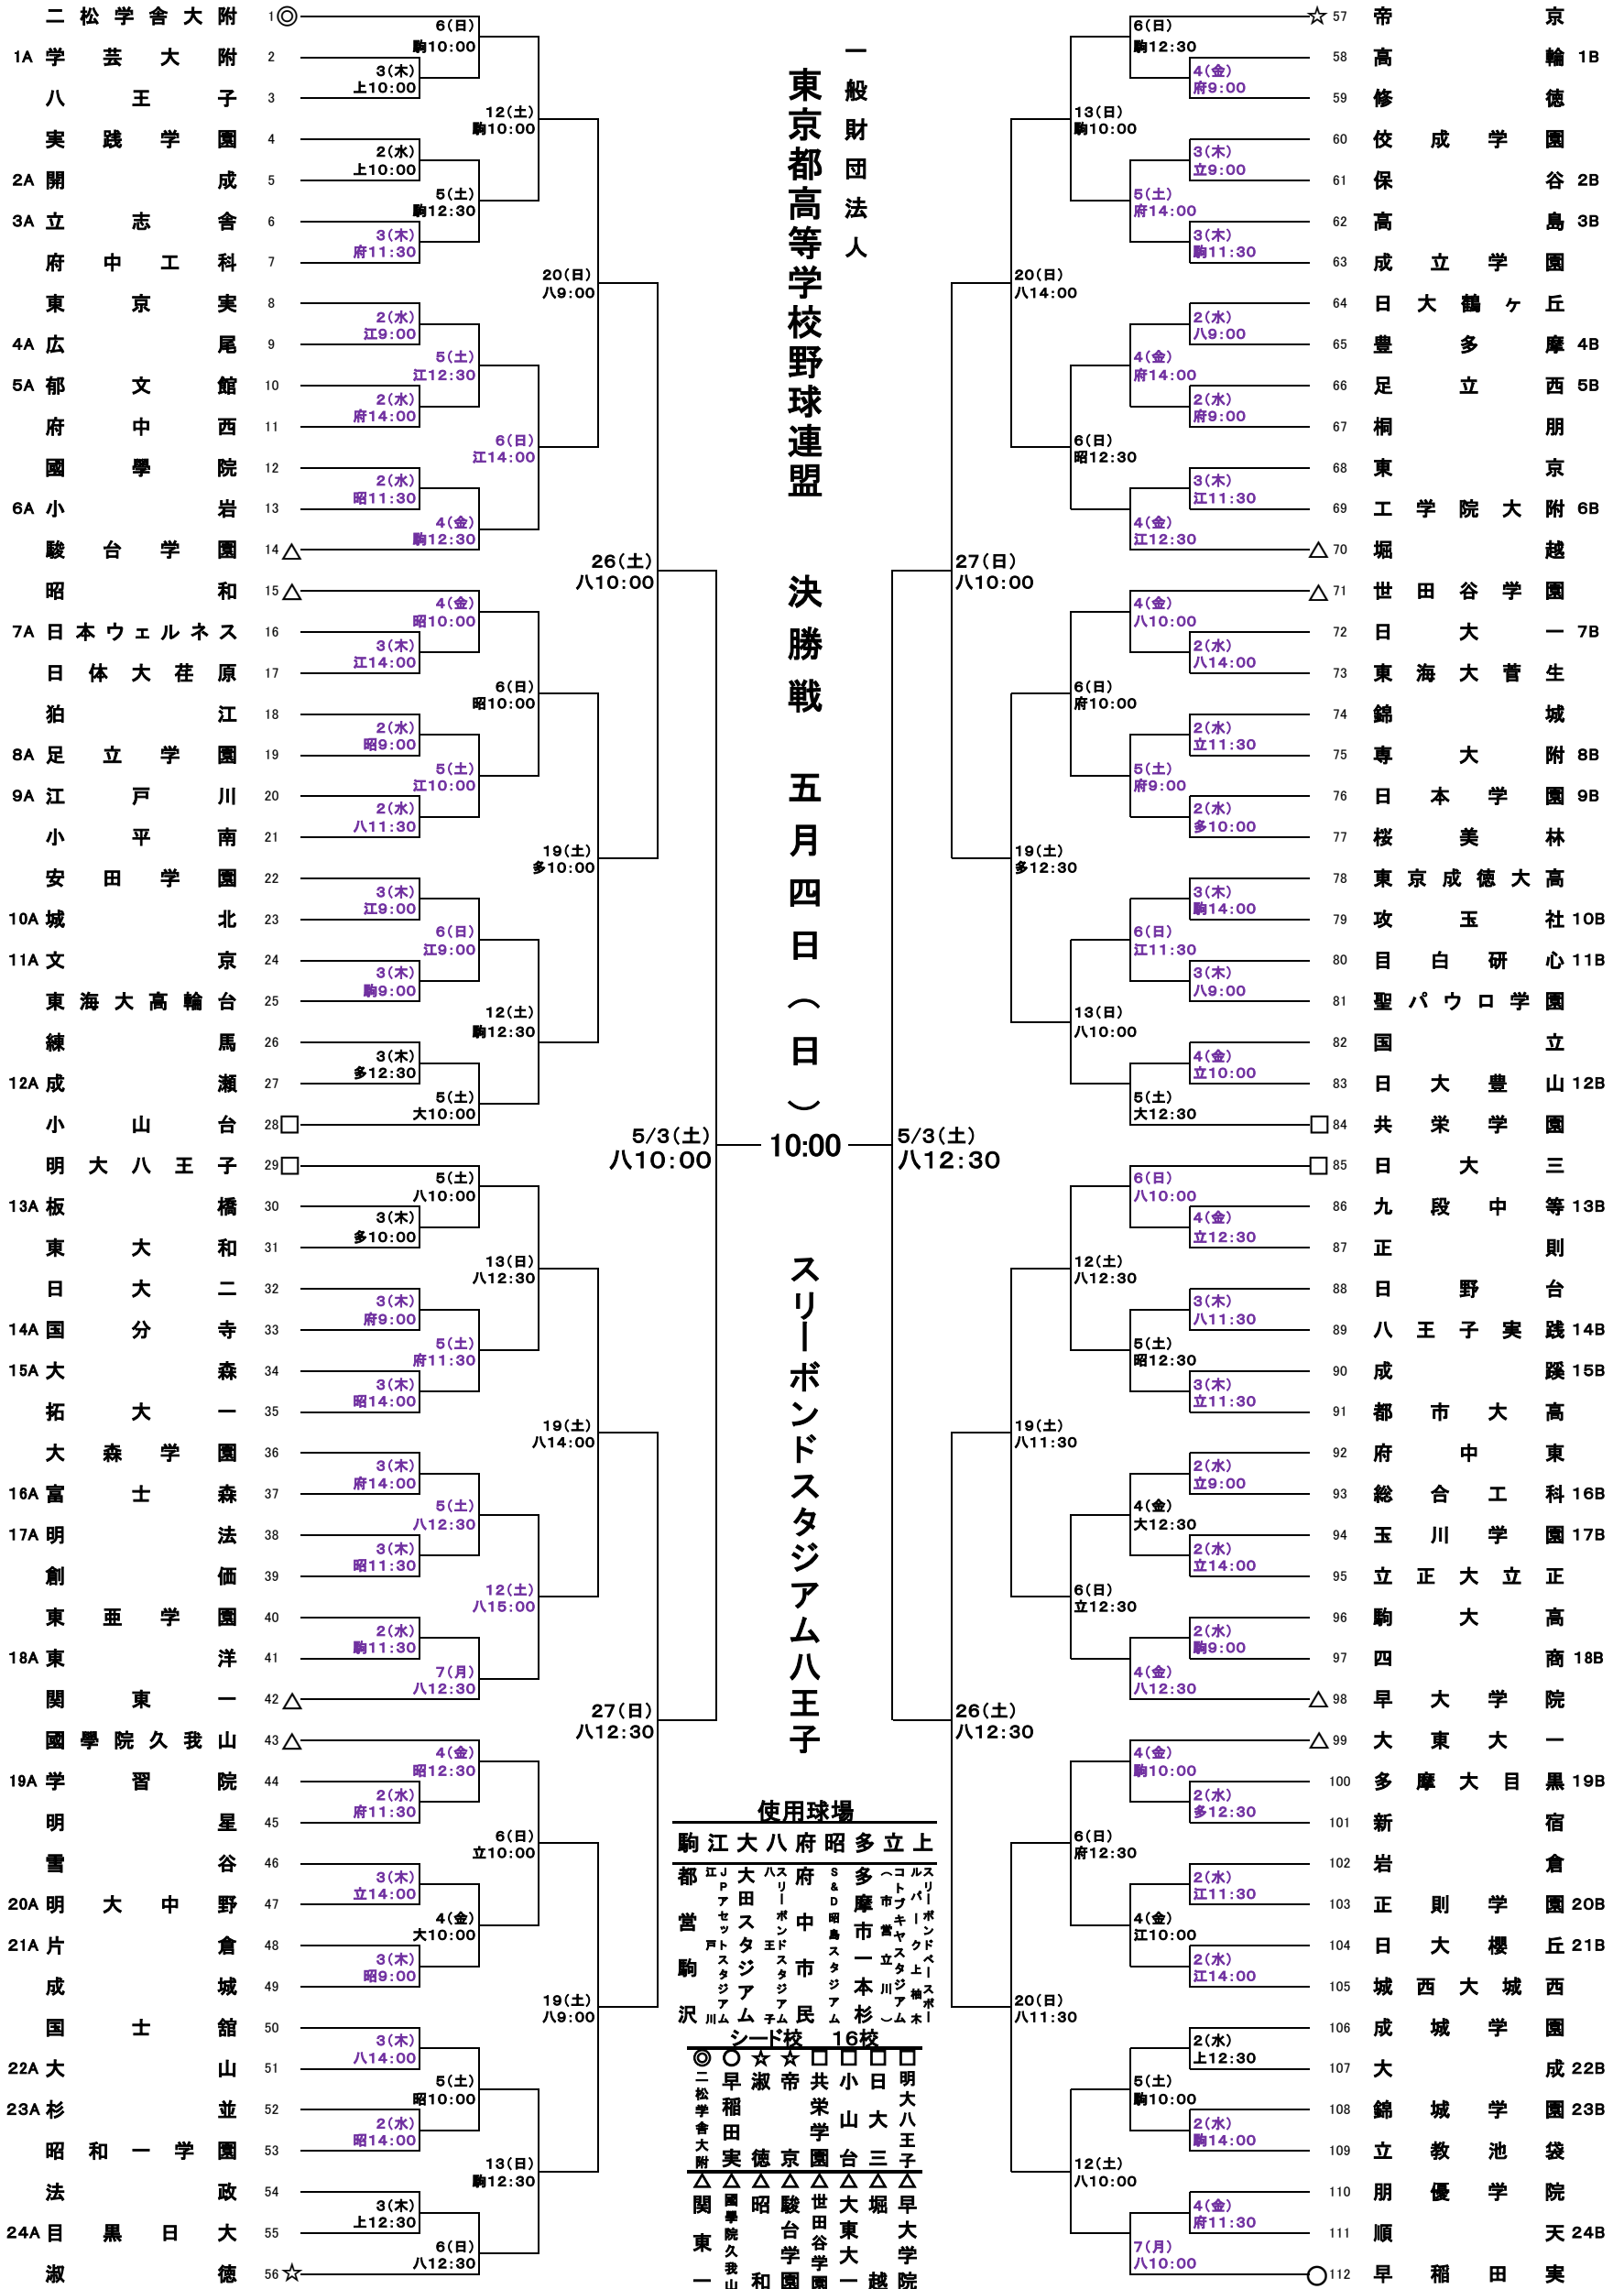 二松学舎大附 1 ◎
1A 学芸大附 2
八王子 3
実践学園 4
2A 開成 5
3A 立志舎 6
府中工科 7
東京実 8
4A 広尾 9
5A 郁文館 10
府中西 11
國學院 12
6A 小岩 13
駿台学園 14 △
昭和 15 △
7A 日本ウェルネス 16
日体大荏原 17
狛江 18
8A 足立学園 19
9A 江戸川 20
小平南 21
安田学園 22
10A 城北 23
11A 文京 24
東海大高輪台 25
練馬 26
12A 成瀬 27
小山台 28 □
明大八王子 29 □
13A 板橋 30
東大和 31
日大二 32
14A 国分寺 33
15A 大森 34
拓大一 35
大森学園 36
16A 富士森 37
17A 明法 38
創価 39
東亜学園 40
18A 東洋 41
関東一 42 △
國學院久我山 43 △
19A 学習院 44
明星 45
雪谷 46
20A 明大中野 47
21A 片倉 48
成城 49
国士舘 50
22A 大山 51
23A 杉並 52
昭和一学園 53
法政 54
24A 目黒日大 55
淑徳 56 ☆
3(木)
上10:00
2(水)
上10:00
3(木)
府11:30
2(水)
江9:00
2(水)
府14:00
2(水)
昭11:30
3(木)
江14:00
2(水)
昭9:00
2(水)
八11:30
3(木)
江9:00
3(木)
駒9:00
3(木)
多12:30
3(木)
多10:00
3(木)
府9:00
3(木)
昭14:00
3(木)
府14:00
3(木)
昭11:30
2(水)
駒11:30
2(水)
府11:30
3(木)
立14:00
3(木)
昭9:00
3(木)
八14:00
2(水)
昭14:00
3(木)
上12:30
6(日)
駒10:00
5(土)
駒12:30
5(土)
江12:30
4(金)
駒12:30
4(金)
昭10:00
5(土)
江10:00
6(日)
江9:00
5(土)
大10:00
5(土)
八10:00
5(土)
府11:30
5(土)
八12:30
7(月)
八12:30
4(金)
昭12:30
4(金)
大10:00
5(土)
昭10:00
6(日)
八12:30
12(土)
駒10:00
6(日)
江14:00
6(日)
昭10:00
12(土)
駒12:30
13(日)
八12:30
12(土)
八15:00
6(日)
立10:00
13(日)
駒12:30
20(日)
八9:00
19(土)
多10:00
19(土)
八14:00
19(土)
八9:00
26(土)
八10:00
27(日)
八12:30
5/3(土)
八10:00
一般財団法人
東京都高等学校野球連盟
決勝戦 五月四日(日)
10:00
スリーボンドスタジアム八王子
5/3(土)
八12:30
27(日)
八10:00
26(土)
八12:30
20(日)
八14:00
19(土)
多12:30
19(土)
八11:30
20(日)
八11:30
13(日)
駒10:00
6(日)
昭12:30
6(日)
府10:00
13(日)
八10:00
12(土)
八12:30
6(日)
立12:30
6(日)
府12:30
12(土)
八10:00
6(日)
駒12:30
5(土)
府14:00
4(金)
府14:00
4(金)
江12:30
4(金)
八10:00
5(土)
府9:00
6(日)
江11:30
5(土)
大12:30
6(日)
八10:00
5(土)
昭12:30
4(金)
大12:30
4(金)
八12:30
4(金)
駒10:00
4(金)
江10:00
5(土)
駒10:00
7(月)
八10:00
4(金)
府9:00
3(木)
立9:00
3(木)
駒11:30
2(水)
八9:00
2(水)
府9:00
3(木)
江11:30
2(水)
八14:00
2(水)
立11:30
2(水)
多10:00
3(木)
駒14:00
3(木)
八9:00
4(金)
立10:00
4(金)
立12:30
3(木)
八11:30
3(木)
立11:30
2(水)
立9:00
2(水)
立14:00
2(水)
駒9:00
2(水)
多12:30
2(水)
江11:30
2(水)
江14:00
2(水)
上12:30
2(水)
駒14:00
4(金)
府11:30
☆ 57 帝京
58 高輪 1B
59 修徳
60 佼成学園
61 保谷 2B
62 高島 3B
63 成立学園
64 日大鶴ヶ丘
65 豊多摩 4B
66 足立西 5B
67 桐朋
68 東京
69 工学院大附 6B
△ 70 堀越
△ 71 世田谷学園
72 日大一 7B
73 東海大菅生
74 錦城
75 専大附 8B
76 日本学園 9B
77 桜美林
78 東京成徳大高
79 攻玉社 10B
80 目白研心 11B
81 聖パウロ学園
82 国立
83 日大豊山 12B
□ 84 共栄学園
□ 85 日大三
86 九段中等 13B
87 正則
88 日野台
89 八王子実践 14B
90 成蹊 15B
91 都市大高
92 府中東
93 総合工科 16B
94 玉川学園 17B
95 立正大立正
96 駒大高
97 四商 18B
△ 98 早大学院
△ 99 大東大一
100 多摩大目黒 19B
101 新宿
102 岩倉
103 正則学園 20B
104 日大櫻丘 21B
105 城西大城西
106 成城学園
107 大成 22B
108 錦城学園 23B
109 立教池袋
110 朋優学院
111 順天 24B
○ 112 早稲田実
使用球場
駒 江 大 八 府 昭 多 立 上
都営駒沢
JPアセットスタジアム江戸川
大田スタジアム
スリーボンドスタジアム八王子
府中市民
S&D昭島スタジアム
多摩市一本杉
コトブキヤスタジアム(市営立川)
スリーボンドベースボールパーク上柚木
シード校 16校
◎ 二松学舎大附
○ 早稲田実
☆ 淑徳
☆ 帝京
□ 共栄学園
□ 小山台
□ 日大三
□ 明大八王子
△ 関東一
△ 國學院久我山
△ 昭和
△ 駿台学園
△ 世田谷学園
△ 大東大一
△ 堀越
△ 早大学院